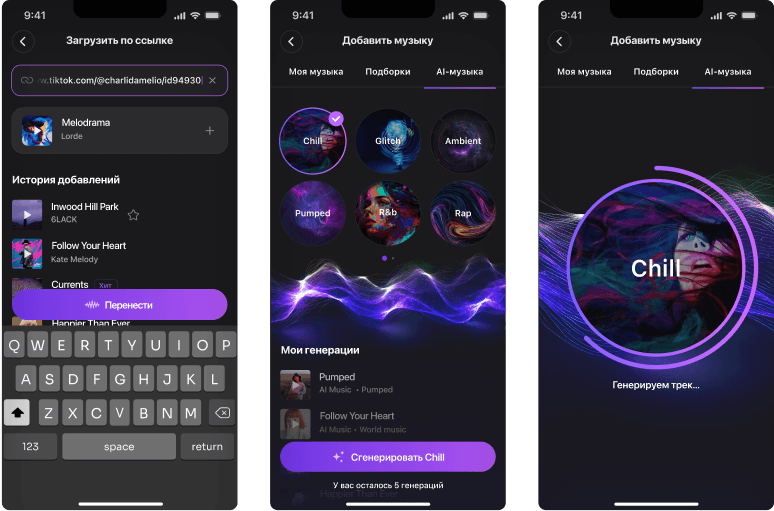 9:41
Загрузить по ссылке
w.tiktok.com/@charlidamelio/id94930
Melodrama
Lorde
История добавлений
Inwood Hill Park
6LACK
Follow Your Heart
Kate Melody
Currents Хит
Перенести
Happier Than Ever
Q W E R T Y U I O P
A S D F G H J K L
Z X C V B N M
123 space return
9:41
Добавить музыку
Моя музыка Подборки AI-музыка
Chill Glitch Ambient
Pumped R&b Rap
Мои генерации
Pumped
AI Music • Pumped
Follow Your Heart
AI Music • World music
Сгенерировать Chill
У вас осталось 5 генераций
Happier Than Ever
9:41
Добавить музыку
Моя музыка Подборки AI-музыка
Chill
Генерируем трек...